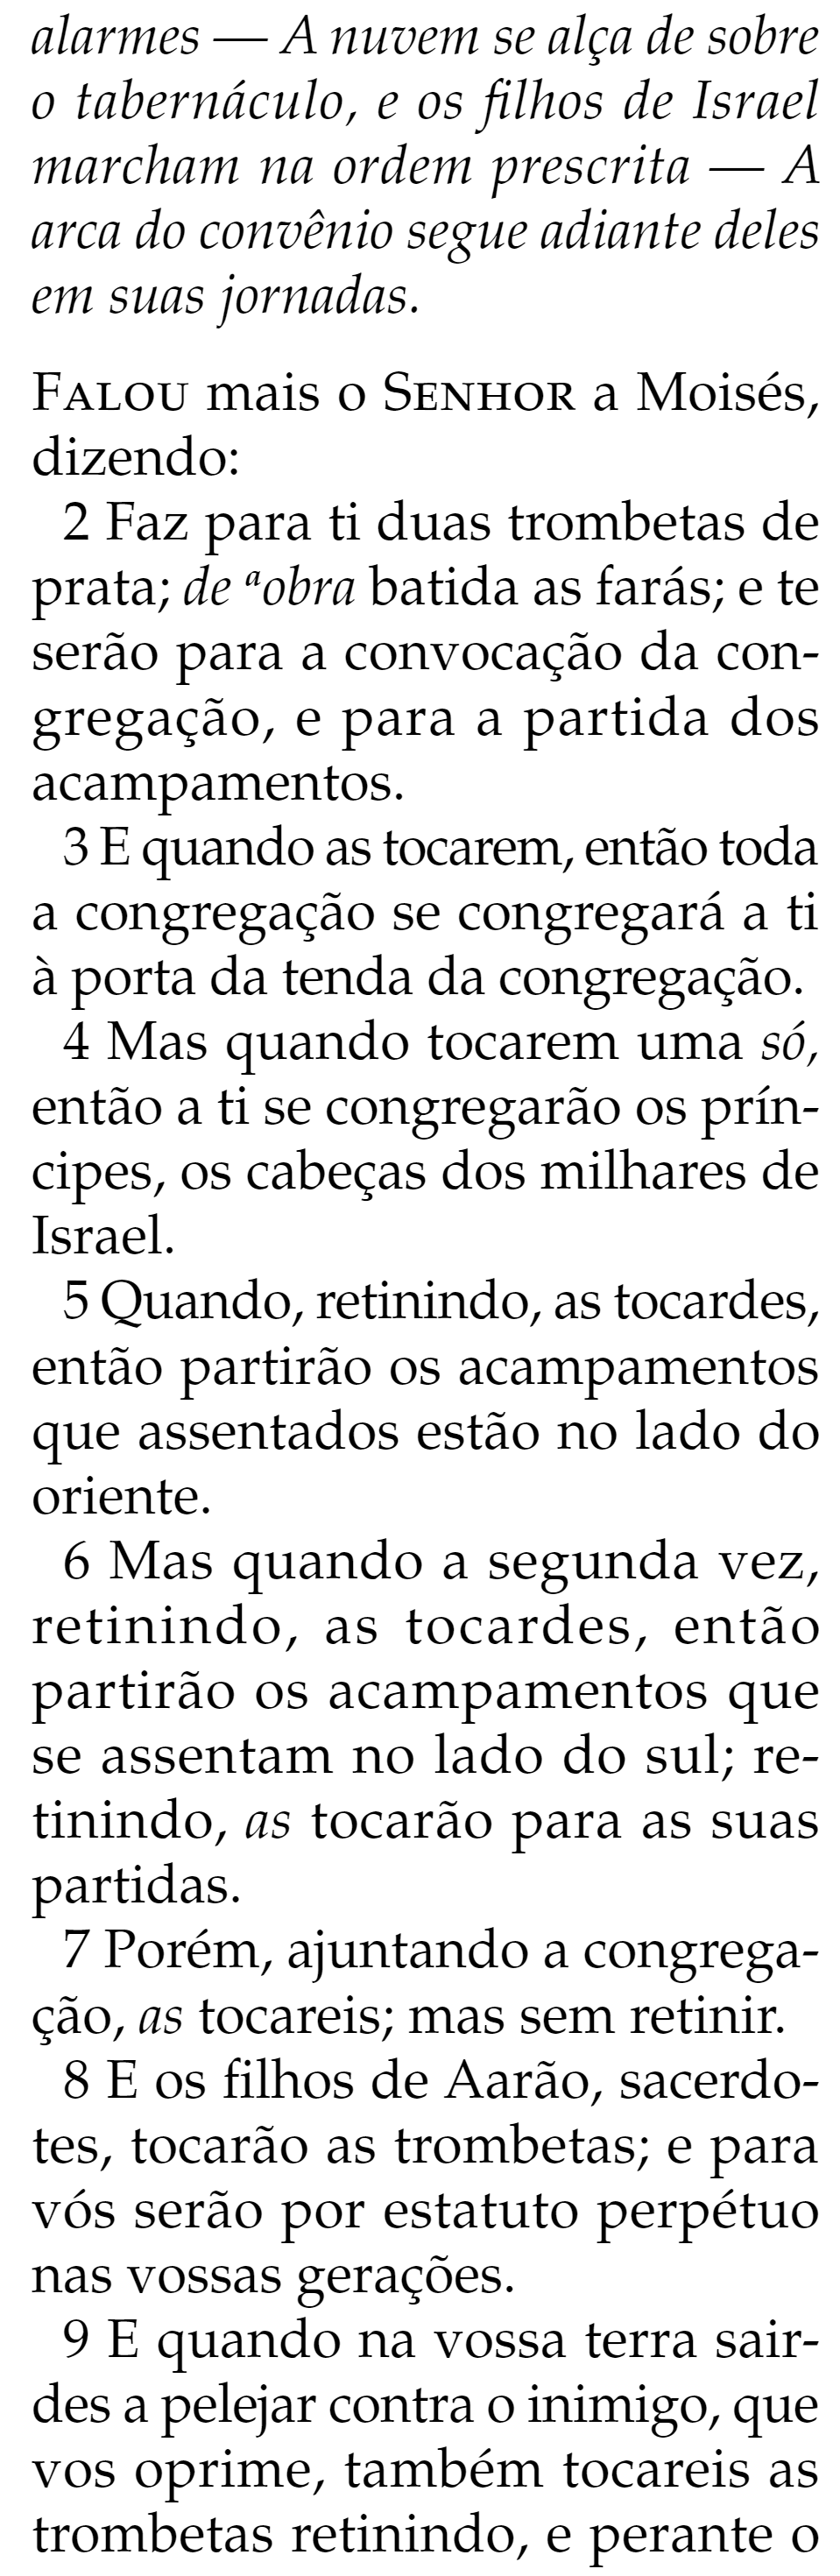 alarmes — A nuvem se alça de sobre
o tabernáculo, e os filhos de Israel
marcham na ordem prescrita — A
arca do convênio segue adiante deles
em suas jornadas.
Falou mais o Senhor a Moisés,
dizendo:
2 Faz para ti duas trombetas de
prata; de ªobra batida as farás; e te
serão para a convocação da con-
gregação, e para a partida dos
acampamentos.
3 E quando as tocarem, então toda
a congregação se congregará a ti
à porta da tenda da congregação.
4 Mas quando tocarem uma só,
então a ti se congregarão os prín-
cipes, os cabeças dos milhares de
Israel.
5 Quando, retinindo, as tocardes,
então partirão os acampamentos
que assentados estão no lado do
oriente.
6 Mas quando a segunda vez,
retinindo, as tocardes, então
partirão os acampamentos que
se assentam no lado do sul; re-
tinindo, as tocarão para as suas
partidas.
7 Porém, ajuntando a congrega-
ção, as tocareis; mas sem retinir.
8 E os filhos de Aarão, sacerdo-
tes, tocarão as trombetas; e para
vós serão por estatuto perpétuo
nas vossas gerações.
9 E quando na vossa terra sair-
des a pelejar contra o inimigo, que
vos oprime, também tocareis as
trombetas retinindo, e perante o